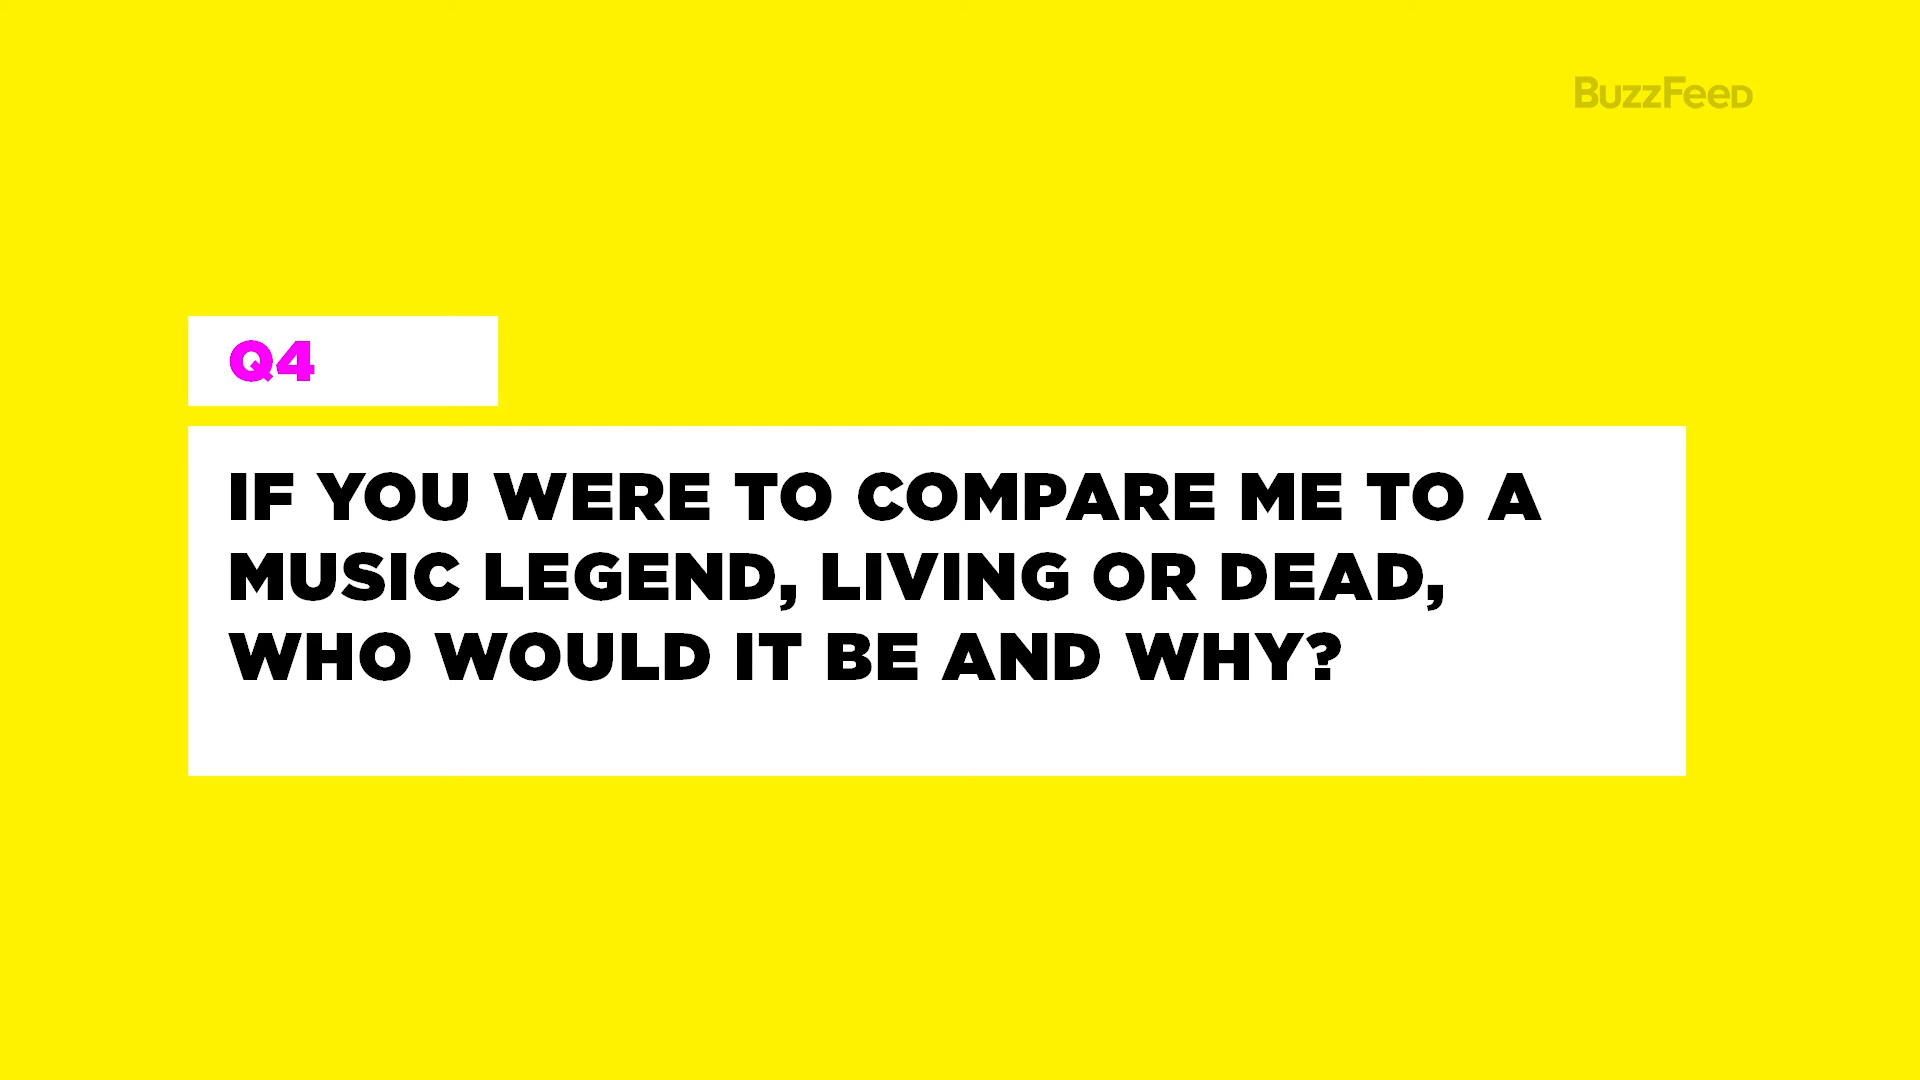 BuzzFeed
Q4
IF YOU WERE TO COMPARE ME TO A
MUSIC LEGEND, LIVING OR DEAD,
WHO WOULD IT BE AND WHY?